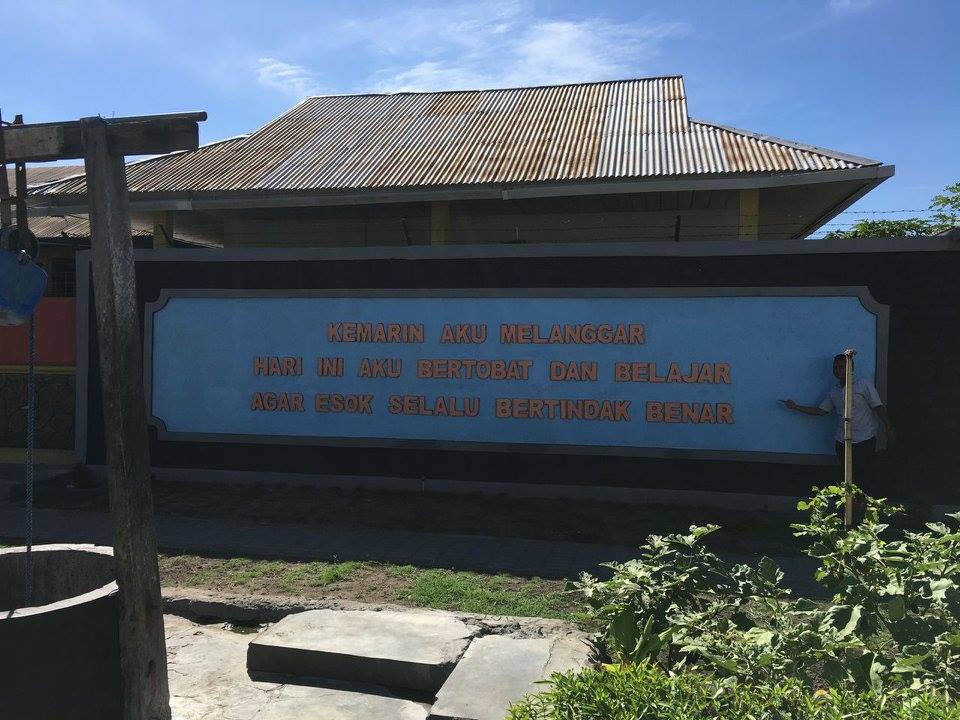 KEMARIN AKU MELANGGAR
HARI INI AKU BERTOBAT DAN BELAJAR
AGAR ESOK SELALU BERTINDAK BENAR